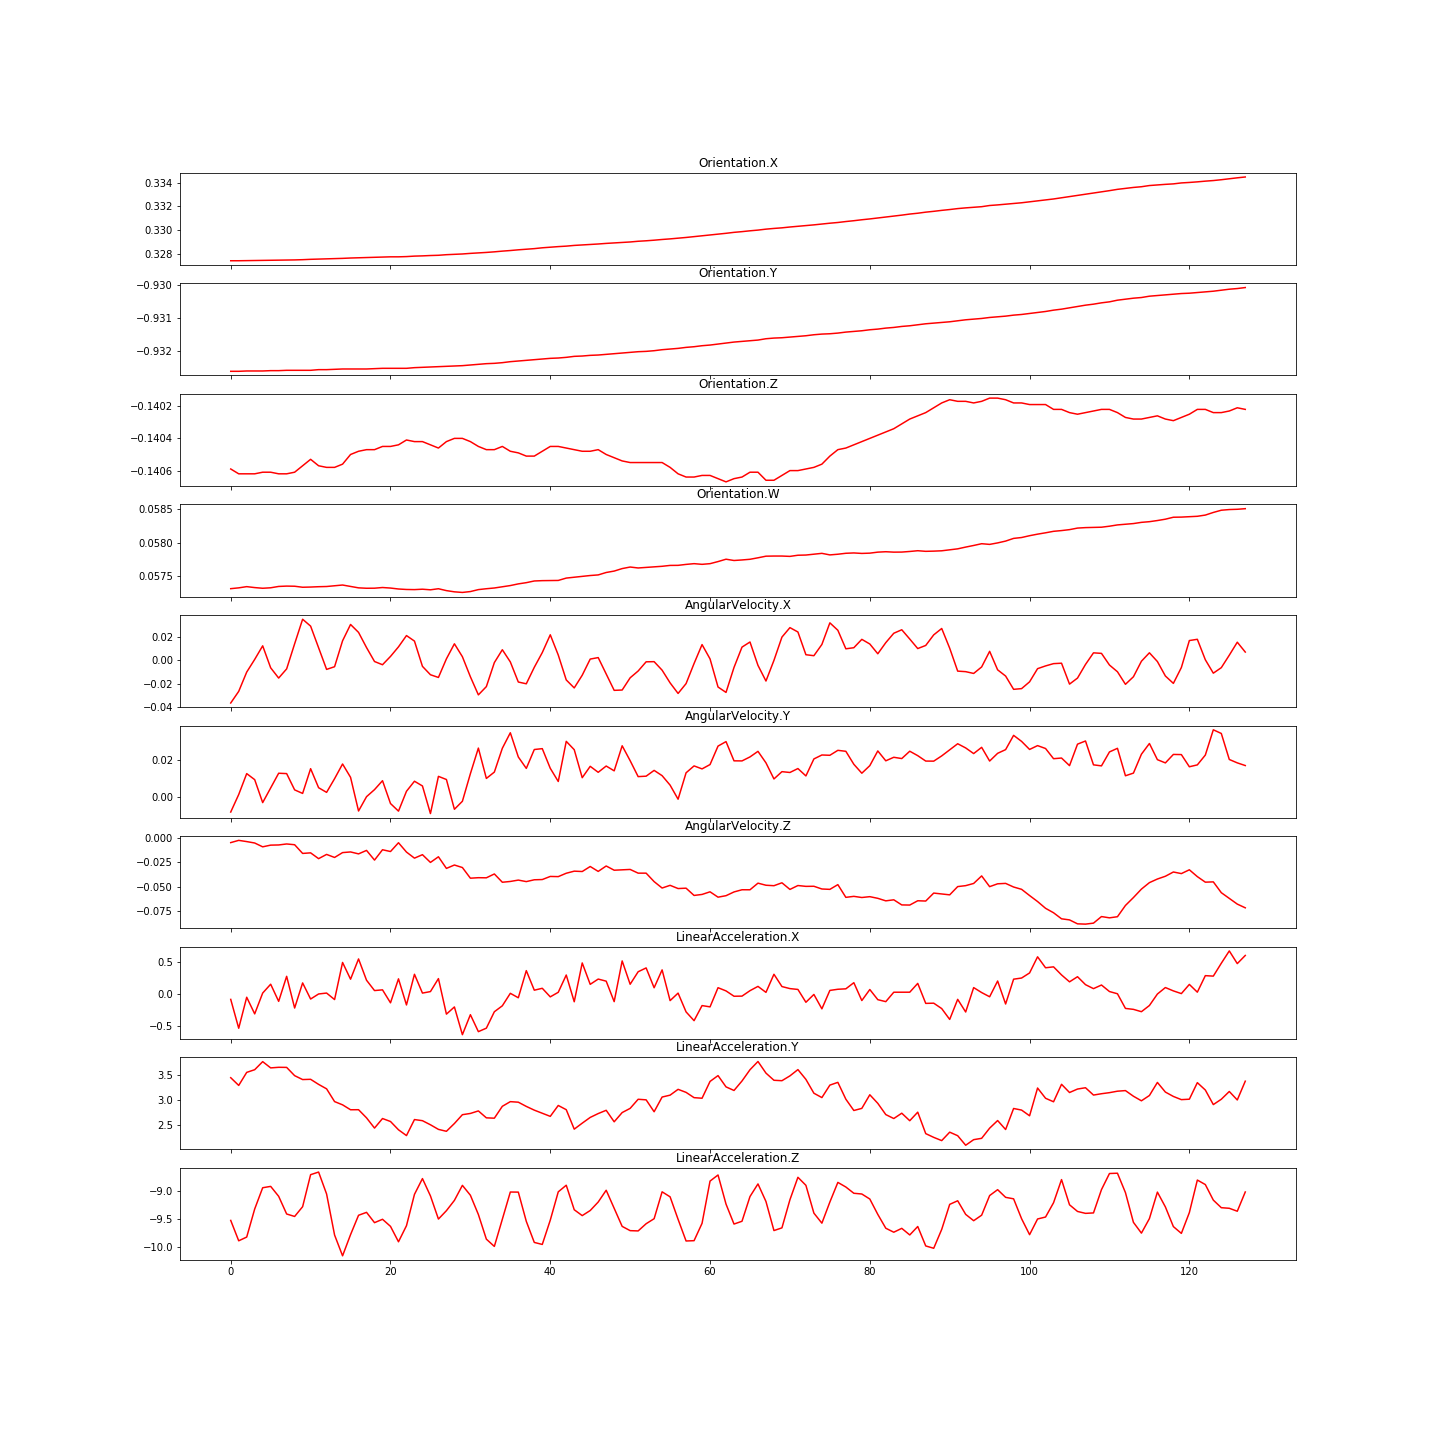 Orientation.X
0.334
0.332
0.330
0.328
Orientation.Y
−0.930
−0.931
−0.932
Orientation.Z
−0.1402
−0.1404
−0.1406
Orientation.W
0.0585
0.0580
0.0575
AngularVelocity.X
0.02
0.00
−0.02
−0.04
AngularVelocity.Y
0.02
0.00
AngularVelocity.Z
0.000
−0.025
−0.050
−0.075
LinearAcceleration.X
0.5
0.0
−0.5
LinearAcceleration.Y
3.5
3.0
2.5
LinearAcceleration.Z
−9.0
−9.5
−10.0
0 20 40 60 80 100 120